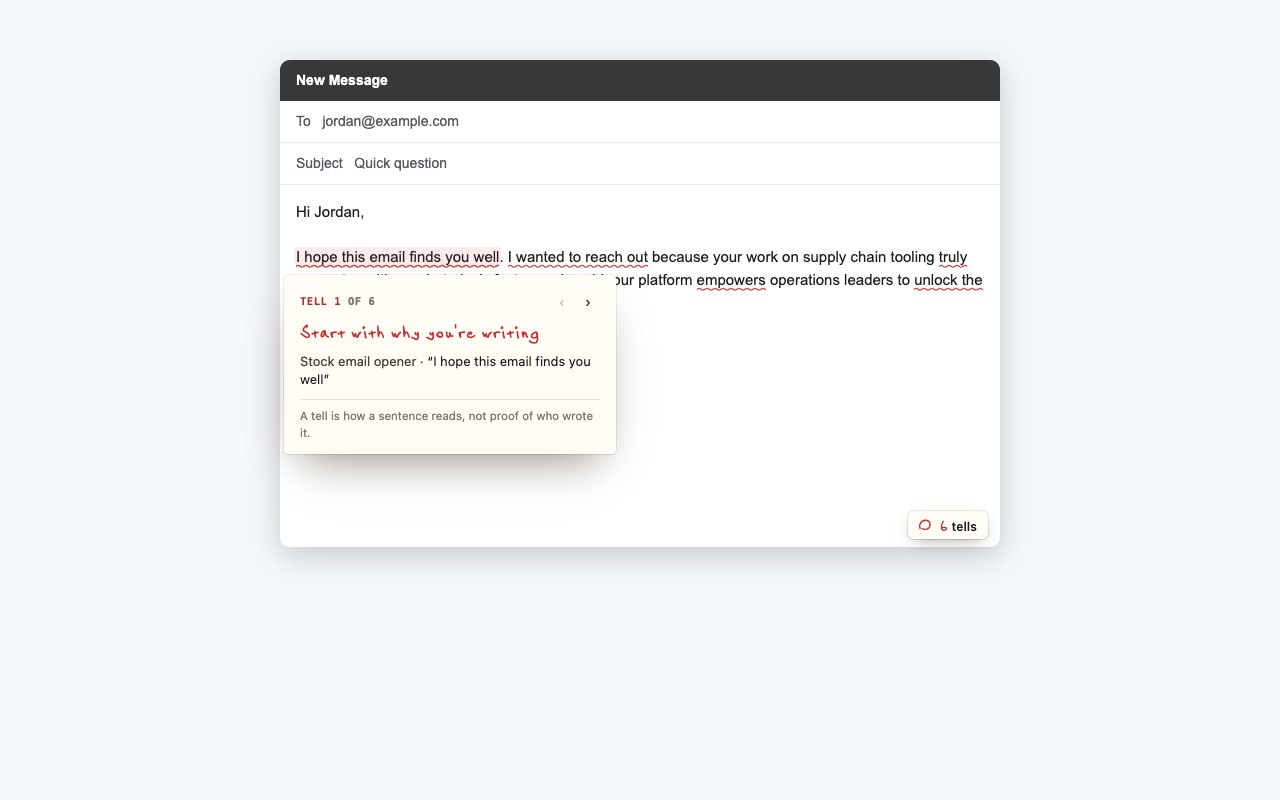 New Message
To jordan@example.com
Subject Quick question
Hi Jordan,
I hope this email finds you well. I wanted to reach out because your work on supply chain tooling truly
our platform empowers operations leaders to unlock the
TELL 1 OF 6
Start with why you're writing
Stock email opener · “I hope this email finds you
well”
A tell is how a sentence reads, not proof of who wrote
it.
6 tells